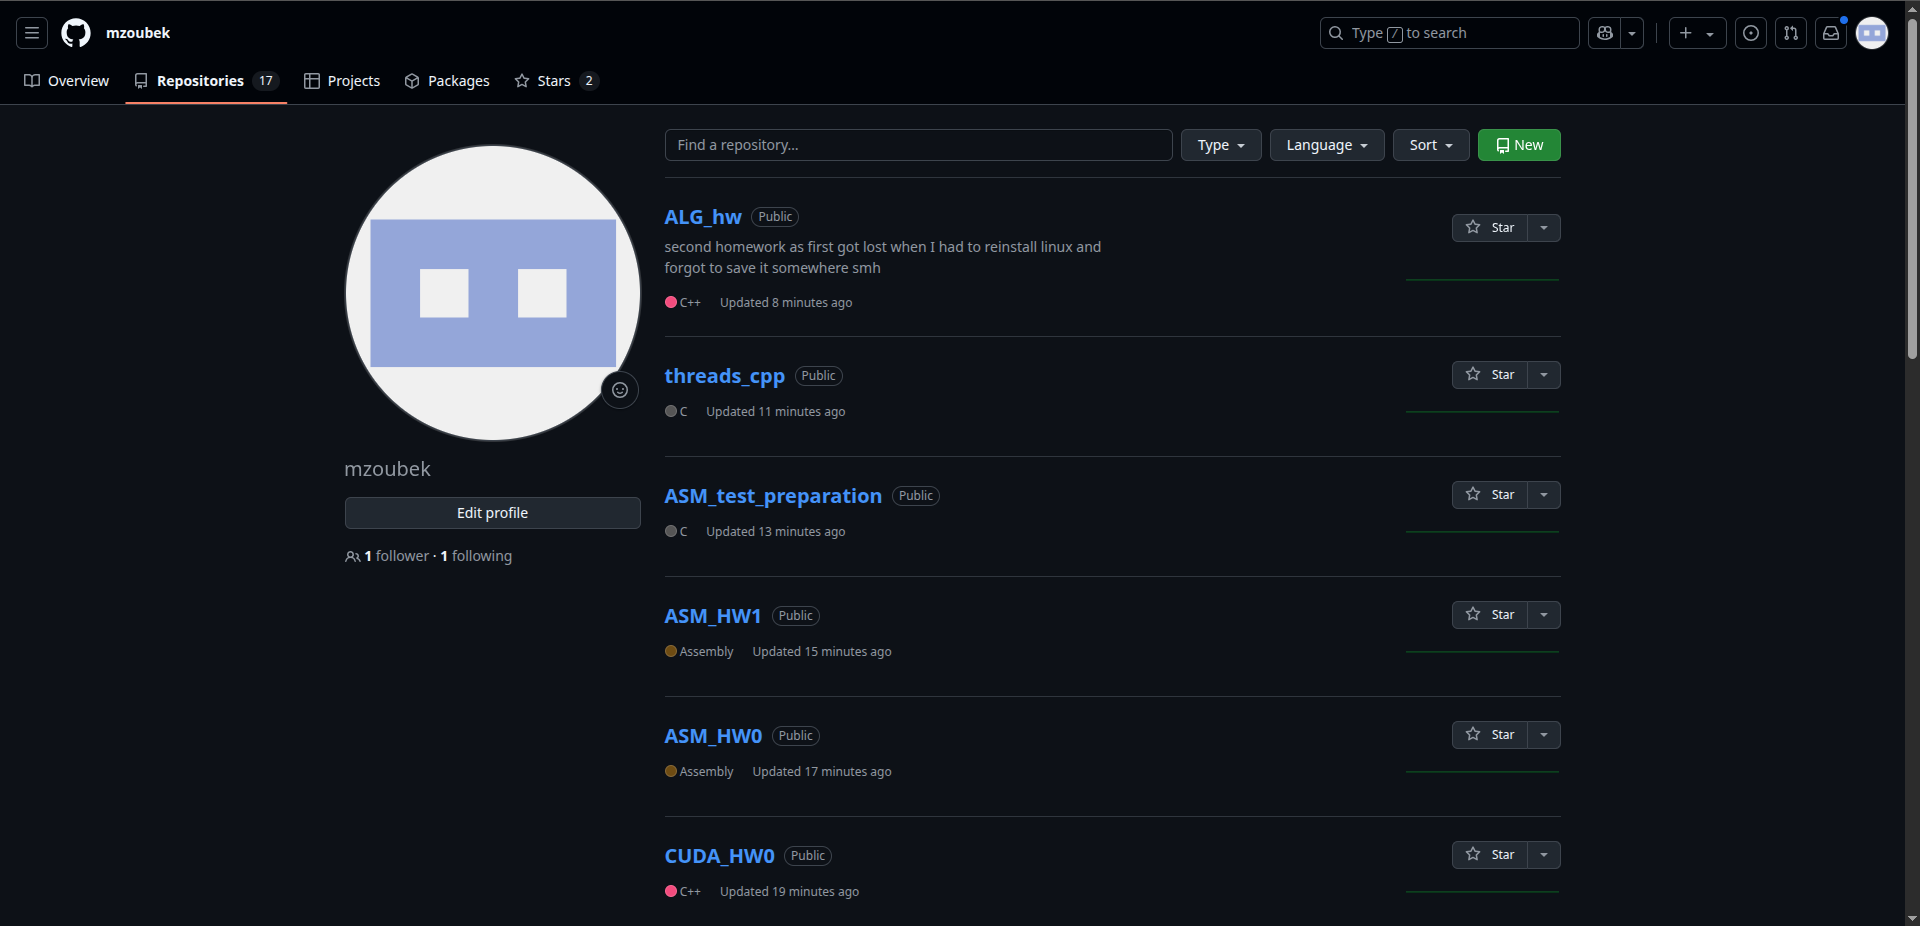 mzoubek
Type / to search
Overview
Repositories 17
Projects
Packages
Stars 2
Find a repository...
Type
Language
Sort
New
ALG_hw Public
Star
second homework as first got lost when I had to reinstall linux and
forgot to save it somewhere smh
C++ Updated 8 minutes ago
threads_cpp Public
Star
C Updated 11 minutes ago
mzoubek
Edit profile
1 follower · 1 following
ASM_test_preparation Public
Star
C Updated 13 minutes ago
ASM_HW1 Public
Star
Assembly Updated 15 minutes ago
ASM_HW0 Public
Star
Assembly Updated 17 minutes ago
CUDA_HW0 Public
Star
C++ Updated 19 minutes ago